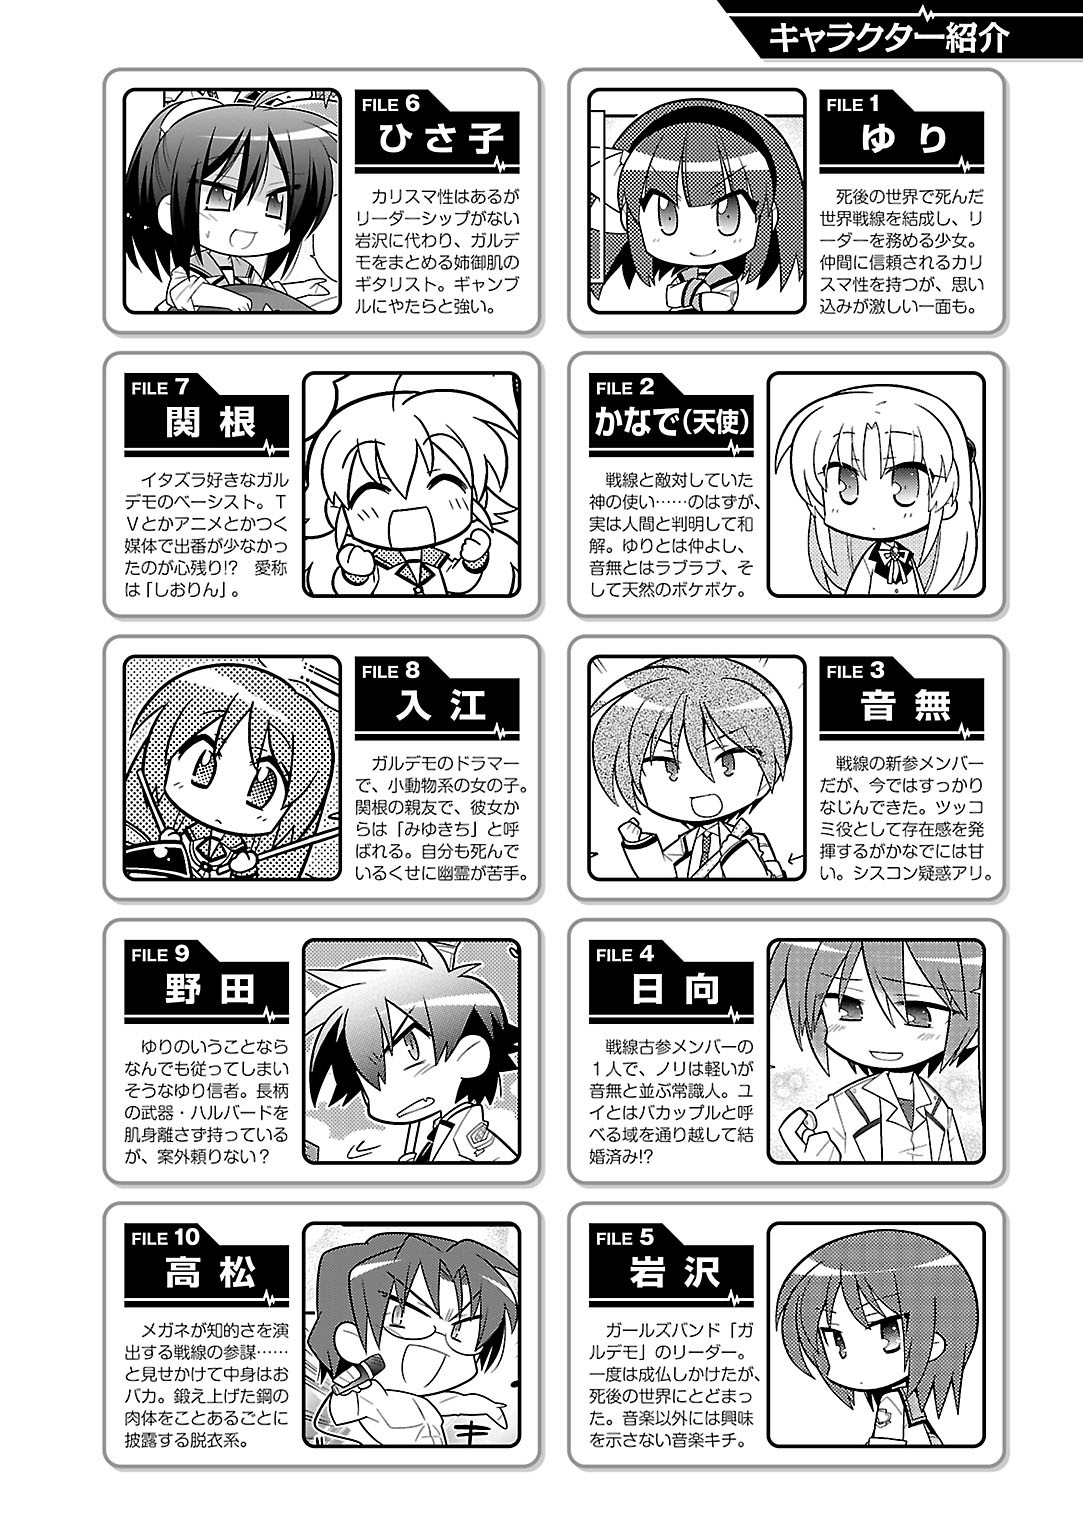 キャラクター紹介
FILE 1
ゆり
死後の世界で死んだ
世界戦線を結成し、リ
ーダーを務める少女。
仲間に信頼されるカリ
スマ性を持つが、思い
込みが激しい一面も。
FILE 2
かなで(天使)
戦線と敵対していた
神の使い……のはずが、
実は人間と判明して和
解。ゆりとは仲よし、
音無とはラブラブ、そ
して天然のボケボケ。
FILE 3
音無
戦線の新参メンバー
だが、今ではすっかり
なじんできた。ツッコ
ミ役として存在感を発
揮するがかなでには甘
い。シスコン疑惑アリ。
FILE 4
日向
戦線古参メンバーの
1人で、ノリは軽いが
音無と並ぶ常識人。ユ
イとはバカップルと呼
べる域を通り越して結
婚済み!?
FILE 5
岩沢
ガールズバンド「ガ
ルデモ」のリーダー。
一度は成仏しかけたが、
死後の世界にとどまっ
た。音楽以外には興味
を示さない音楽キチ。
FILE 6
ひさ子
カリスマ性はあるが
リーダーシップがない
岩沢に代わり、ガルデ
モをまとめる姉御肌の
ギタリスト。ギャンブ
ルにやたらと強い。
FILE 7
関根
イタズラ好きなガル
デモのベーシスト。T
Vとかアニメとかつく
媒体で出番が少なかっ
たのが心残り!? 愛称
は「しおりん」。
FILE 8
入江
ガルデモのドラマー
で、小動物系の女の子。
関根の親友で、彼女か
らは「みゆきち」と呼
ばれる。自分も死んで
いるくせに幽霊が苦手。
FILE 9
野田
ゆりのいうことなら
なんでも従ってしまい
そうなゆり信者。長柄
の武器・ハルバードを
肌身離さず持っている
が、案外頼りない?
FILE 10
高松
メガネが知的さを演
出する戦線の参謀……
と見せかけて中身はお
バカ。鍛え上げた鋼の
肉体をことあるごとに
披露する脱衣系。